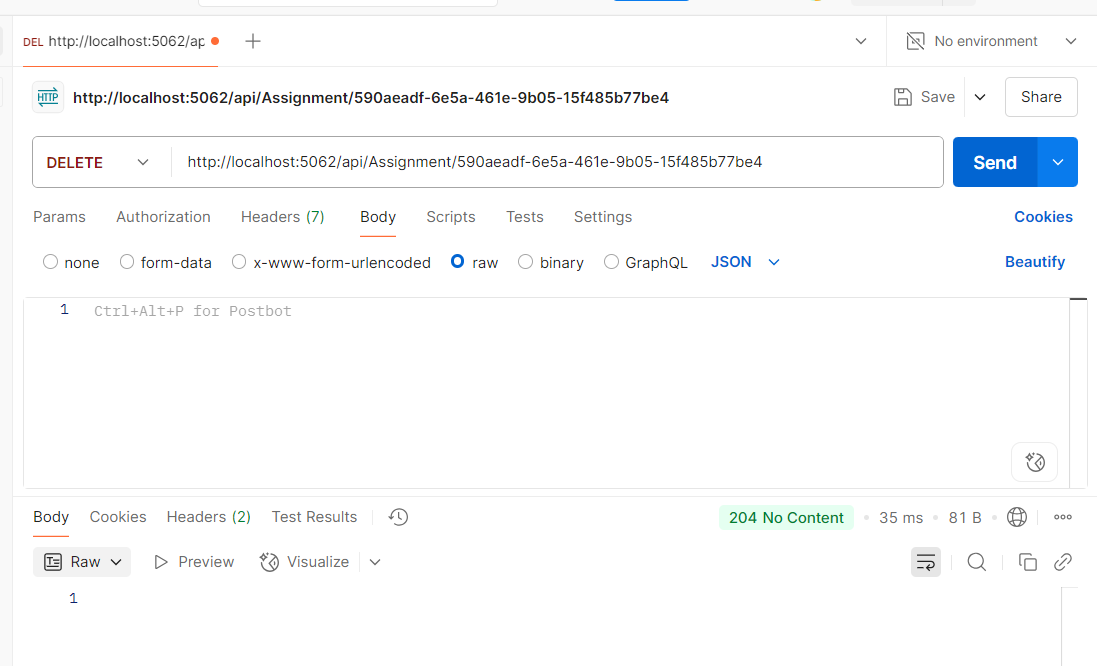 DEL http://localhost:5062/ap
No environment
HTTP http://localhost:5062/api/Assignment/590aeadf-6e5a-461e-9b05-15f485b77be4 Save Share
DELETE http://localhost:5062/api/Assignment/590aeadf-6e5a-461e-9b05-15f485b77be4 Send
Params Authorization Headers (7) Body Scripts Tests Settings Cookies
none form-data x-www-form-urlencoded raw binary GraphQL JSON Beautify
1 Ctrl+Alt+P for Postbot
Body Cookies Headers (2) Test Results 204 No Content 35 ms 81 B
Raw Preview Visualize
1